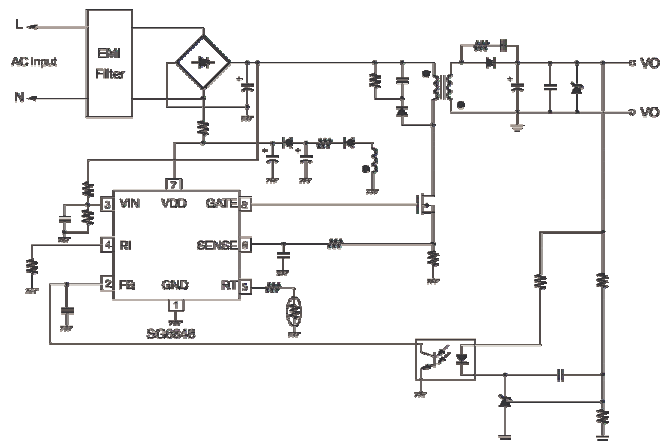 L
AC Input
N
EMI
Filter
VO
VO
7
3
VIN
VDD
GATE
8
4
RI
SENSE
6
2
FB
GND
RT
5
1